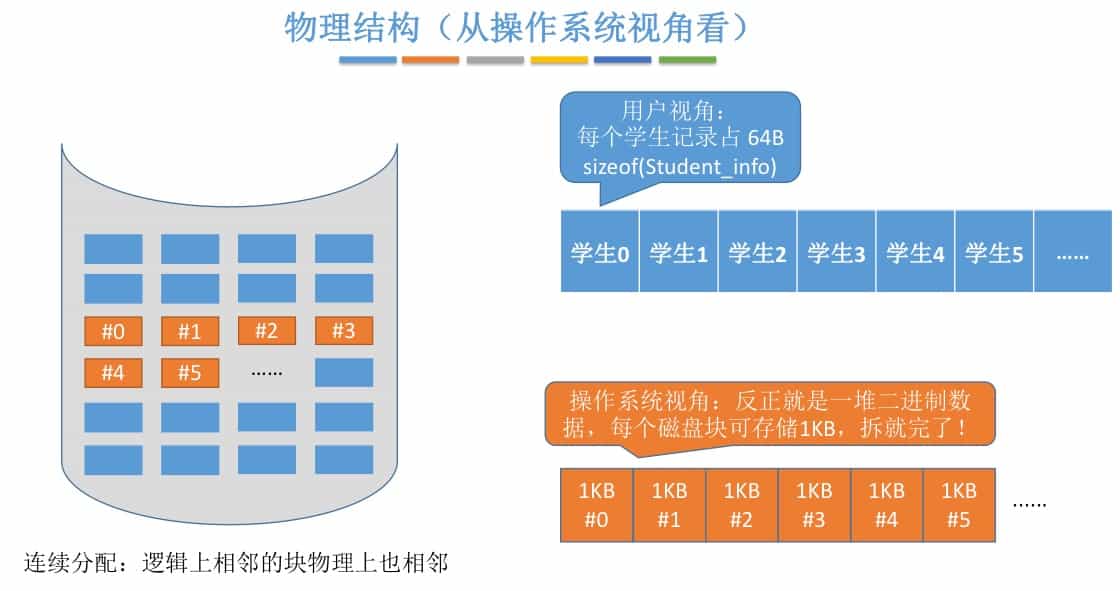 物理结构（从操作系统视角看）
用户视角：
每个学生记录占 64B
sizeof(Student_info)
学生0 学生1 学生2 学生3 学生4 学生5 ……
#0 #1 #2 #3
#4 #5 ……
操作系统视角：反正就是一堆二进制数
据，每个磁盘块可存储1KB，拆就完了！
1KB 1KB 1KB 1KB 1KB 1KB
#0 #1 #2 #3 #4 #5 ……
连续分配：逻辑上相邻的块物理上也相邻